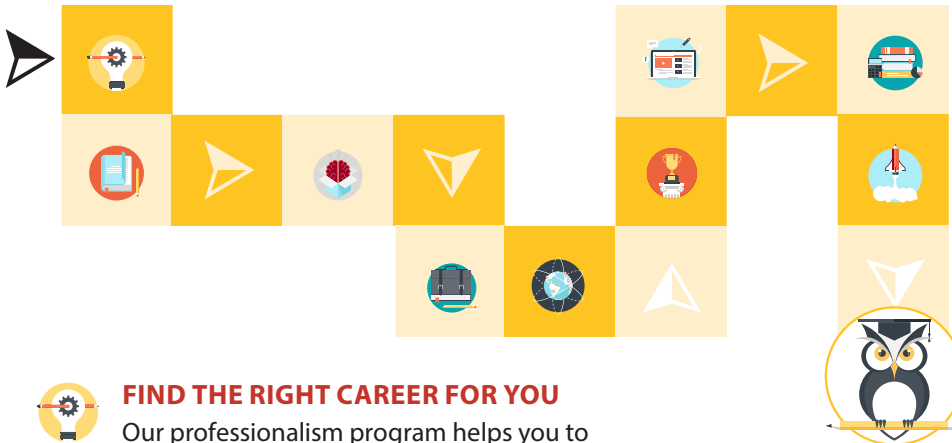 FIND THE RIGHT CAREER FOR YOU
Our professionalism program helps you to